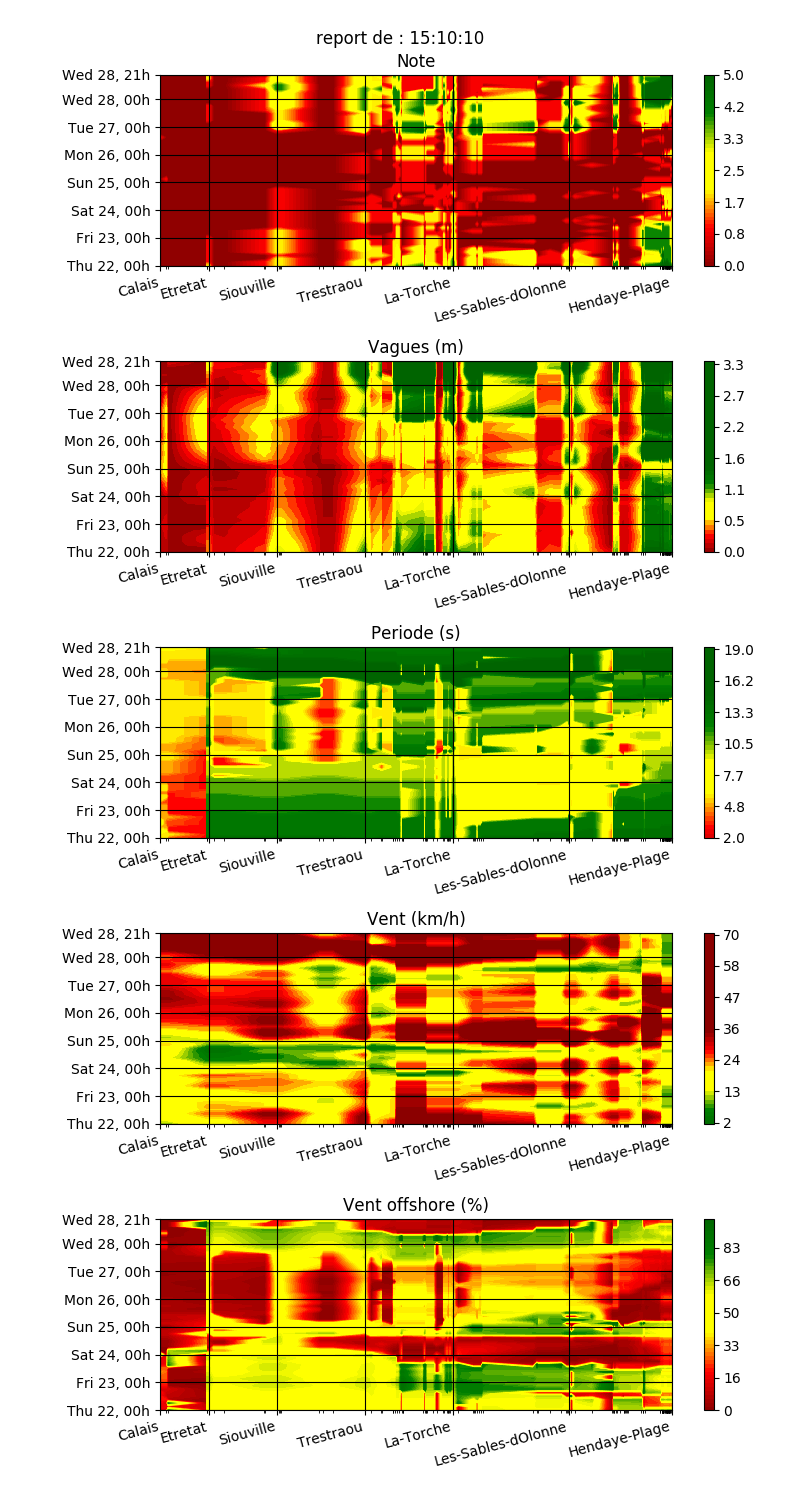 report de : 15:10:10
Note
Wed 28, 21h
Wed 28, 00h
Tue 27, 00h
Mon 26, 00h
Sun 25, 00h
Sat 24, 00h
Fri 23, 00h
Thu 22, 00h
5.0
4.2
3.3
2.5
1.7
0.8
0.0
Calais
Etretat
Siouville
Trestraou
La-Torche
Les-Sables-dOlonne
Hendaye-Plage
Vagues (m)
Wed 28, 21h
Wed 28, 00h
Tue 27, 00h
Mon 26, 00h
Sun 25, 00h
Sat 24, 00h
Fri 23, 00h
Thu 22, 00h
3.3
2.7
2.2
1.6
1.1
0.5
0.0
Calais
Etretat
Siouville
Trestraou
La-Torche
Les-Sables-dOlonne
Hendaye-Plage
Periode (s)
Wed 28, 21h
Wed 28, 00h
Tue 27, 00h
Mon 26, 00h
Sun 25, 00h
Sat 24, 00h
Fri 23, 00h
Thu 22, 00h
19.0
16.2
13.3
10.5
7.7
4.8
2.0
Calais
Etretat
Siouville
Trestraou
La-Torche
Les-Sables-dOlonne
Hendaye-Plage
Vent (km/h)
Wed 28, 21h
Wed 28, 00h
Tue 27, 00h
Mon 26, 00h
Sun 25, 00h
Sat 24, 00h
Fri 23, 00h
Thu 22, 00h
70
58
47
36
24
13
2
Calais
Etretat
Siouville
Trestraou
La-Torche
Les-Sables-dOlonne
Hendaye-Plage
Vent offshore (%)
Wed 28, 21h
Wed 28, 00h
Tue 27, 00h
Mon 26, 00h
Sun 25, 00h
Sat 24, 00h
Fri 23, 00h
Thu 22, 00h
83
66
50
33
16
0
Calais
Etretat
Siouville
Trestraou
La-Torche
Les-Sables-dOlonne
Hendaye-Plage